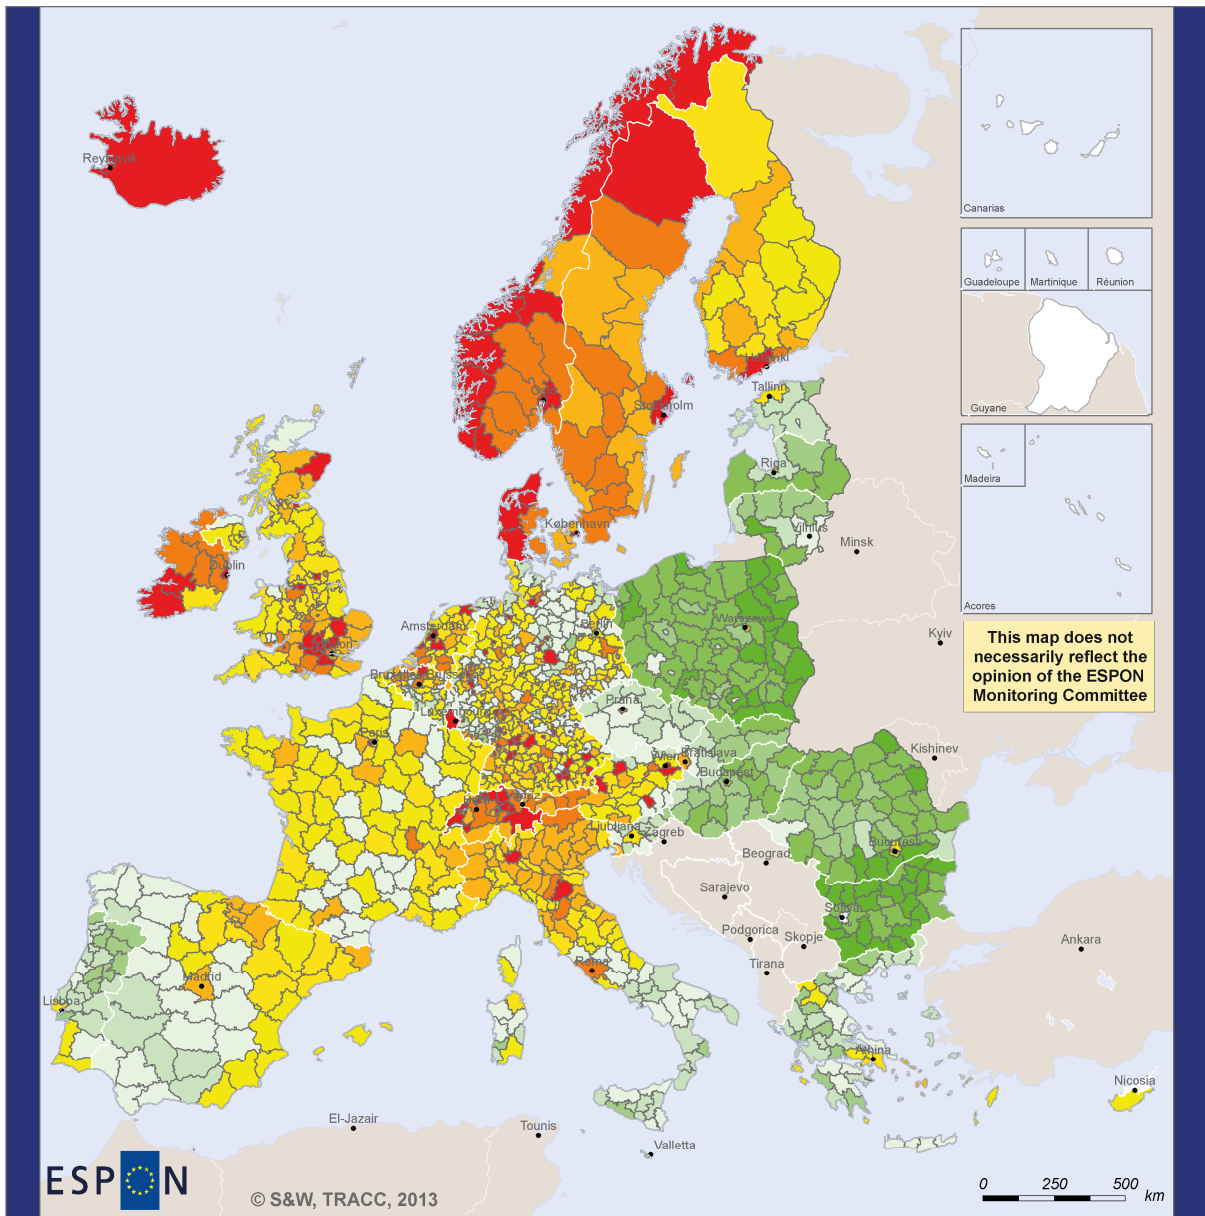 Reykjavik
Canarias
Guadeloupe
Martinique
Réunion
Guyane
Madeira
Acores
This map does not
necessarily reflect the
opinion of the ESPON
Monitoring Committee
Oslo
Stockholm
Helsinki
Tallinn
Riga
Vilnius
Minsk
København
Dublin
London
Amsterdam
Berlin
Warszawa
Kyiv
Bruxelles/Brussel
Luxembourg
Praha
Paris
Wien
Bratislava
Budapest
Kishinev
Bern
Vaduz
Ljubljana
Zagreb
Beograd
Bucuresti
Sarajevo
Sofiya
Podgorica
Skopje
Tirana
Ankara
Roma
Madrid
Lisboa
Athina
Nicosia
El-Jazair
Tounis
Valletta
ESPON
© S&W, TRACC, 2013
0 250 500 km